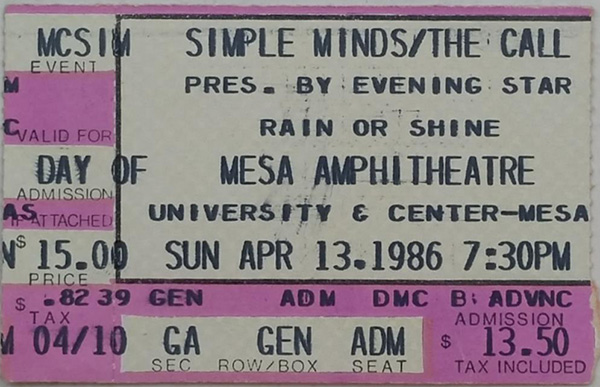 MCSIM SIMPLE MINDS/THE CALL
EVENT
M PRES. BY EVENING STAR
C VALID FOR RAIN OR SHINE
DAY OF MESA AMPHITHEATRE
ADMISSION
AS IF ATTACHED UNIVERSITY & CENTER-MESA
N $ 15.00 SUN APR 13.1986 7:30PM
PRICE
$ .82 39 GEN ADM DMC B: ADVNC
TAX ADMISSION
M 04/10 GA GEN ADM $ 13.50
SEC ROW/BOX SEAT TAX INCLUDED